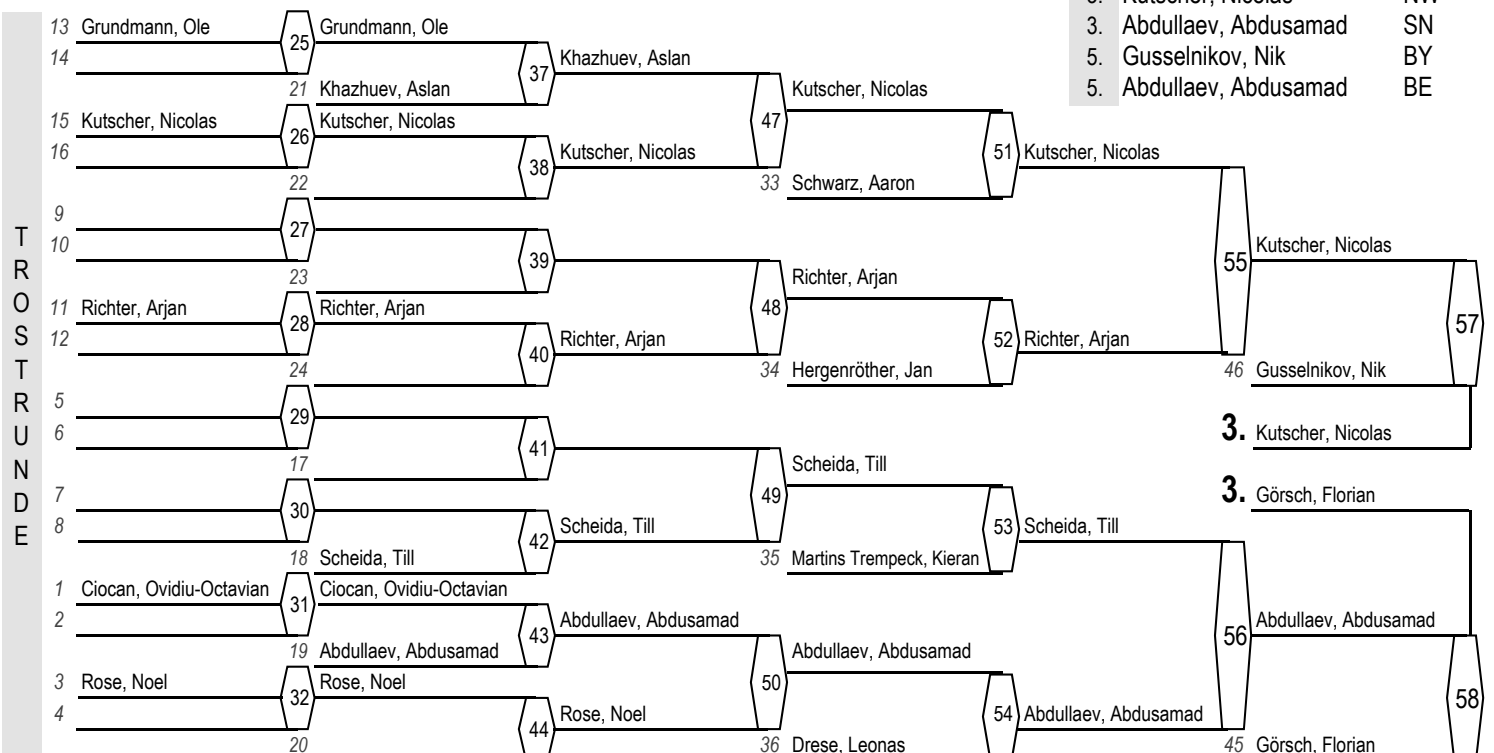 3. Kutscher, Nicolas NW
3. Abdullaev, Abdusamad SN
5. Gusselnikov, Nik BY
5. Abdullaev, Abdusamad BE
TROSTRUNDE
13 Grundmann, Ole 25 Grundmann, Ole
14 37 Khazhuev, Aslan
21 Khazhuev, Aslan Kutscher, Nicolas
15 Kutscher, Nicolas 26 Kutscher, Nicolas 47
16 38 Kutscher, Nicolas 51 Kutscher, Nicolas
22 33 Schwarz, Aaron
9 27
10 39 55 Kutscher, Nicolas
23 Richter, Arjan
11 Richter, Arjan 28 Richter, Arjan 48 57
12 40 Richter, Arjan 52 Richter, Arjan
24 34 Hergenröther, Jan 46 Gusselnikov, Nik
5 29
6 41 3. Kutscher, Nicolas
17 Scheida, Till
7 30 49 3. Görsch, Florian
8 42 Scheida, Till 53 Scheida, Till
18 Scheida, Till 35 Martins Trempeck, Kieran
1 Ciocan, Ovidiu-Octavian 31 Ciocan, Ovidiu-Octavian
2 43 Abdullaev, Abdusamad 56 Abdullaev, Abdusamad
19 Abdullaev, Abdusamad Abdullaev, Abdusamad
3 Rose, Noel 32 Rose, Noel 50 58
4 44 Rose, Noel 54 Abdullaev, Abdusamad
20 36 Drese, Leonas 45 Görsch, Florian